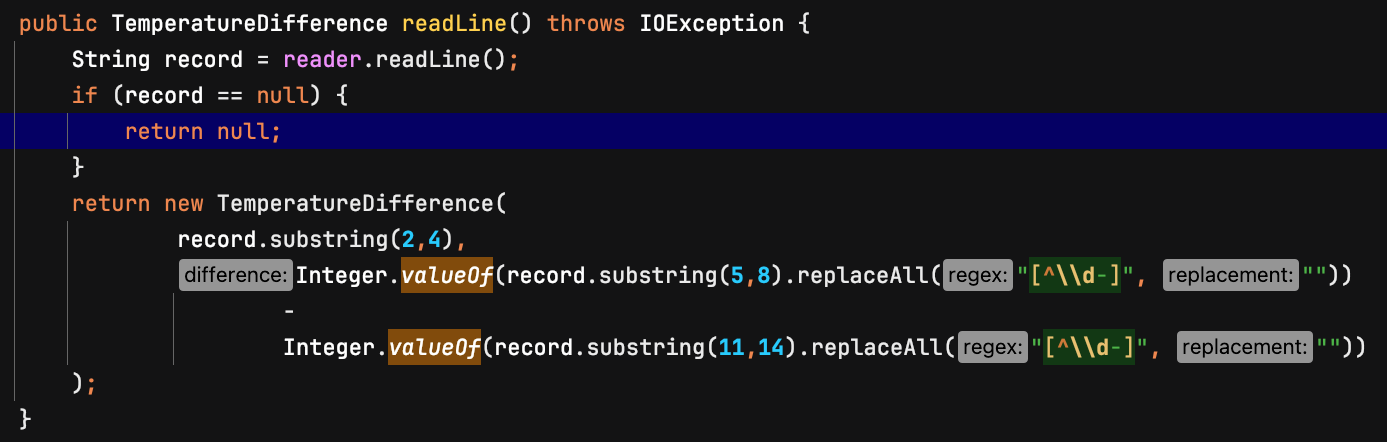 public TemperatureDifference readLine() throws IOException {
String record = reader.readLine();
if (record == null) {
return null;
}
return new TemperatureDifference(
record.substring(2,4),
difference: Integer.valueOf(record.substring(5,8).replaceAll( regex: "[^\\d-]", replacement: ""))
-
Integer.valueOf(record.substring(11,14).replaceAll( regex: "[^\\d-]", replacement: ""))
);
}